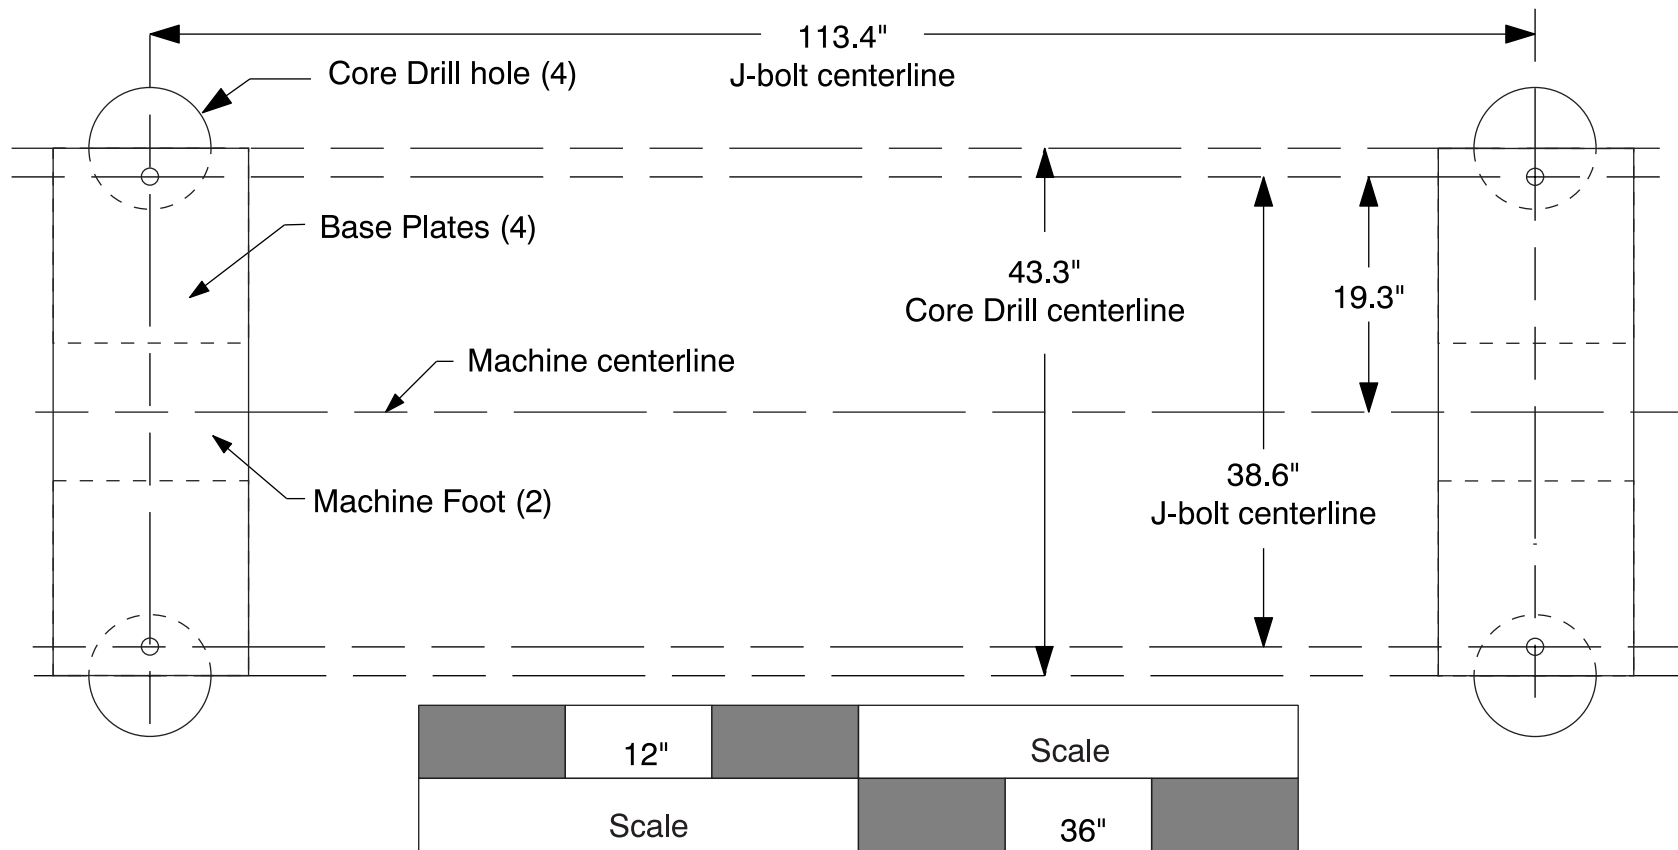 113.4"
J-bolt centerline
Core Drill hole (4)
Base Plates (4)
43.3"
Core Drill centerline
19.3"
Machine centerline
38.6"
J-bolt centerline
Machine Foot (2)
12"
Scale
Scale
36"